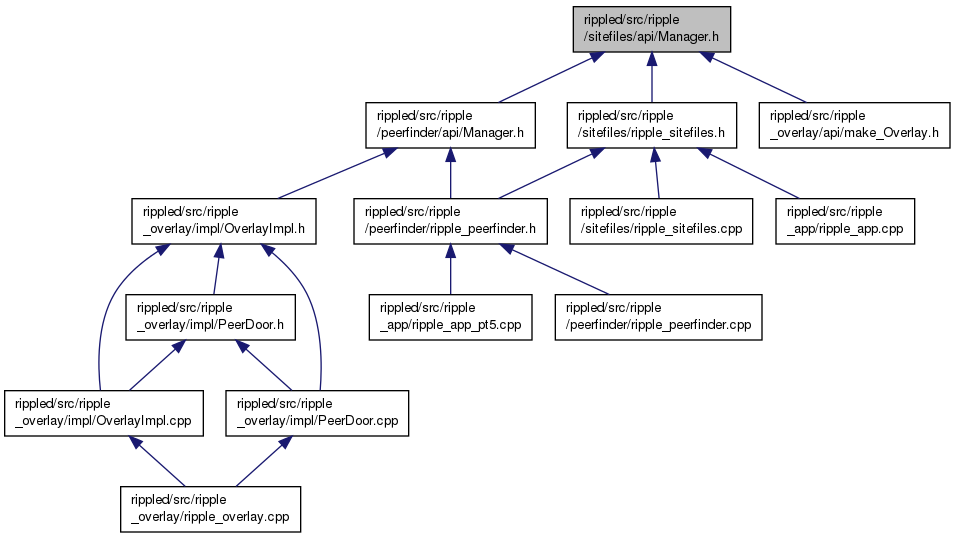 rippled/src/ripple
/sitefiles/api/Manager.h
rippled/src/ripple
/peerfinder/api/Manager.h
rippled/src/ripple
/sitefiles/ripple_sitefiles.h
rippled/src/ripple
_overlay/api/make_Overlay.h
rippled/src/ripple
_overlay/impl/OverlayImpl.h
rippled/src/ripple
/peerfinder/ripple_peerfinder.h
rippled/src/ripple
/sitefiles/ripple_sitefiles.cpp
rippled/src/ripple
_app/ripple_app.cpp
rippled/src/ripple
_overlay/impl/PeerDoor.h
rippled/src/ripple
_app/ripple_app_pt5.cpp
rippled/src/ripple
/peerfinder/ripple_peerfinder.cpp
rippled/src/ripple
_overlay/impl/OverlayImpl.cpp
rippled/src/ripple
_overlay/impl/PeerDoor.cpp
rippled/src/ripple
_overlay/ripple_overlay.cpp